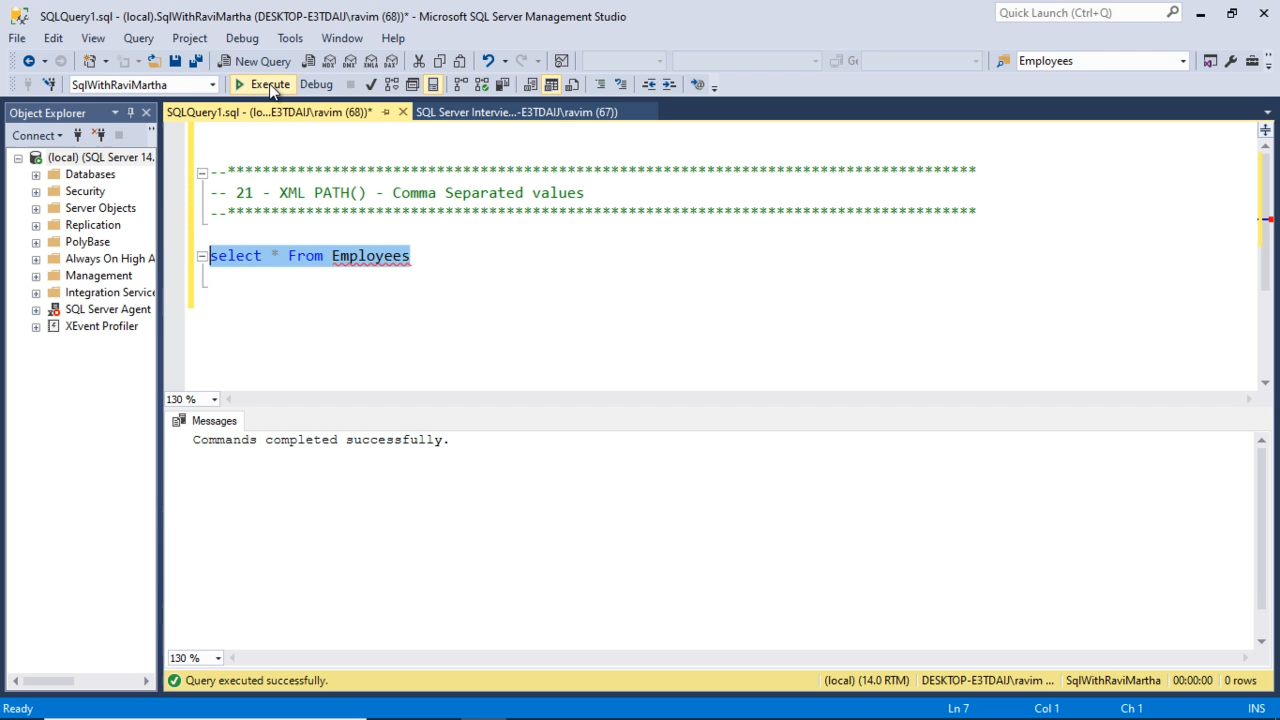 SQLQuery1.sql - (local).SqlWithRaviMartha (DESKTOP-E3TDAIJ\ravim (68))* - Microsoft SQL Server Management Studio
Quick Launch (Ctrl+Q)
File Edit View Query Project Debug Tools Window Help
New Query
Employees
SqlWithRaviMartha Execute Debug
Object Explorer
SQLQuery1.sql - (lo...E3TDAIJ\ravim (68))*
SQL Server Intervie...-E3TDAIJ\ravim (67))
Connect
(local) (SQL Server 14.
Databases
Security
Server Objects
Replication
PolyBase
Always On High A
Management
Integration Service
SQL Server Agent
XEvent Profiler
-- 21 - XML PATH() - Comma Separated values
select * From Employees
130 %
Messages
Commands completed successfully.
130 %
Query executed successfully.
(local) (14.0 RTM) DESKTOP-E3TDAIJ\ravim ... SqlWithRaviMartha 00:00:00 0 rows
Ready Ln 7 Col 1 Ch 1 INS